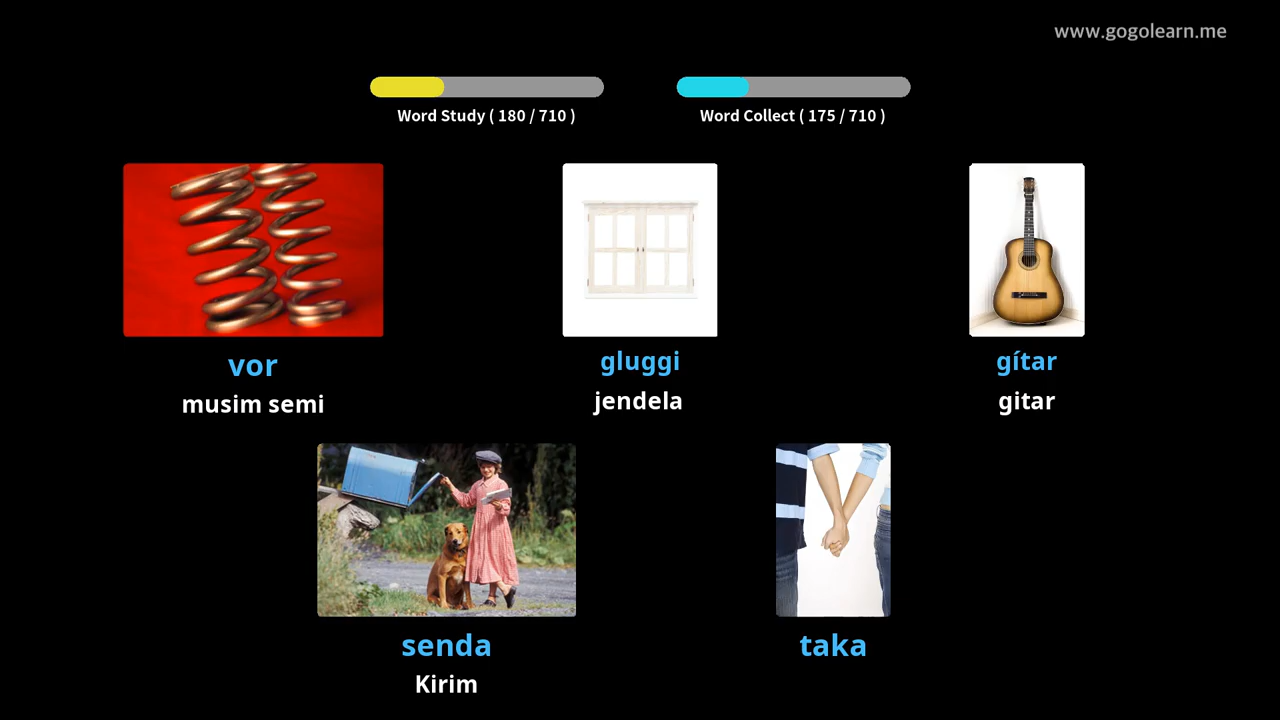 www.gogolearn.me
Word Study ( 180 / 710 )
Word Collect ( 175 / 710 )
vor
musim semi
gluggi
jendela
gítar
gitar
senda
Kirim
taka